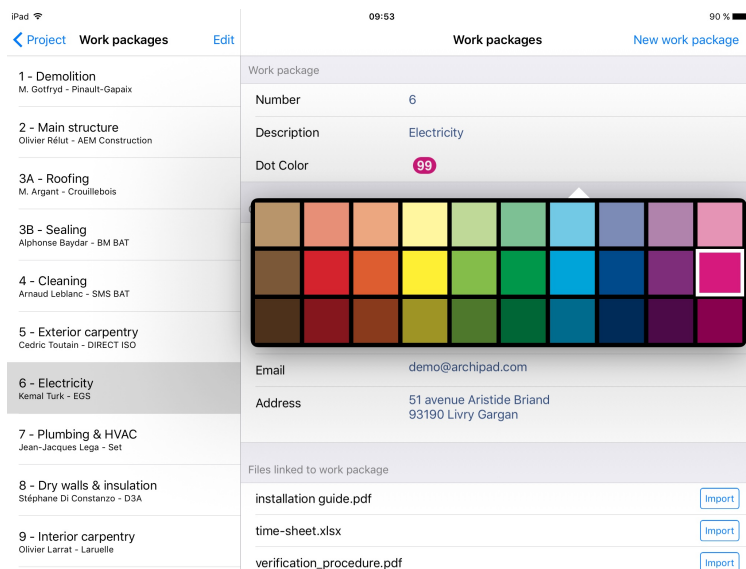 iPad 09:53 90 %
Project Work packages Edit
Work packages New work package
1 - Demolition
M. Gotfryd - Pinault-Gapaix
2 - Main structure
Olivier Rélut - AEM Construction
3A - Roofing
M. Argant - Crouillebois
3B - Sealing
Alphonse Baydar - BM BAT
4 - Cleaning
Arnaud Leblanc - SMS BAT
5 - Exterior carpentry
Cedric Toutain - DIRECT ISO
6 - Electricity
Kemal Turk - EGS
7 - Plumbing & HVAC
Jean-Jacques Lega - Set
8 - Dry walls & insulation
Stéphane Di Constanzo - D3A
9 - Interior carpentry
Olivier Larrat - Laruelle
Work package
Number 6
Description Electricity
Dot Color 99
Email demo@archipad.com
Address 51 avenue Aristide Briand
93190 Livry Gargan
Files linked to work package
installation guide.pdf Import
time-sheet.xlsx Import
verification_procedure.pdf Import